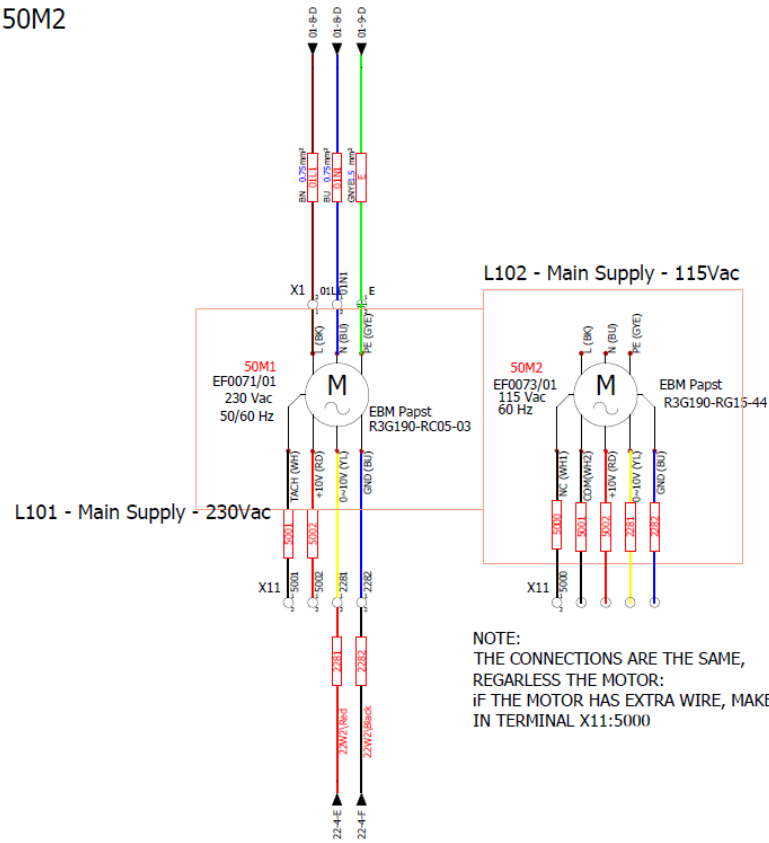 50M2
01-8-D
01-8-D
01-9-D
BN 0.75mm²
01L1
BU 0.75mm²
01N1
mm²
E
X1
01N1
E
L102 - Main Supply - 115Vac
L (BK)
N (BU)
PE (GYE)
L (BK)
N (BU)
PE (GYE)
50M1
EF0071/01
230 Vac
50/60 Hz
M
EBM Papst
R3G190-RC05-03
50M2
EF0073/01
115 Vac
60 Hz
M
EBM Papst
R3G190-RG15-44
TACH (WH)
+10V (RD)
0~10V (YL)
GND (BU)
NC (WH1)
COM(WH2)
+10V (RD)
0~10V (YL)
GND (BU)
L101 - Main Supply - 230Vac
5001
5002
5000
5001
5002
2281
2282
X11
5001
5002
2281
2282
X11
5000
2281
2282
NOTE:
THE CONNECTIONS ARE THE SAME,
REGARLESS THE MOTOR:
iF THE MOTOR HAS EXTRA WIRE, MAKE
IN TERMINAL X11:5000
22W2\Red
22W2\Black
22-4-E
22-4-F